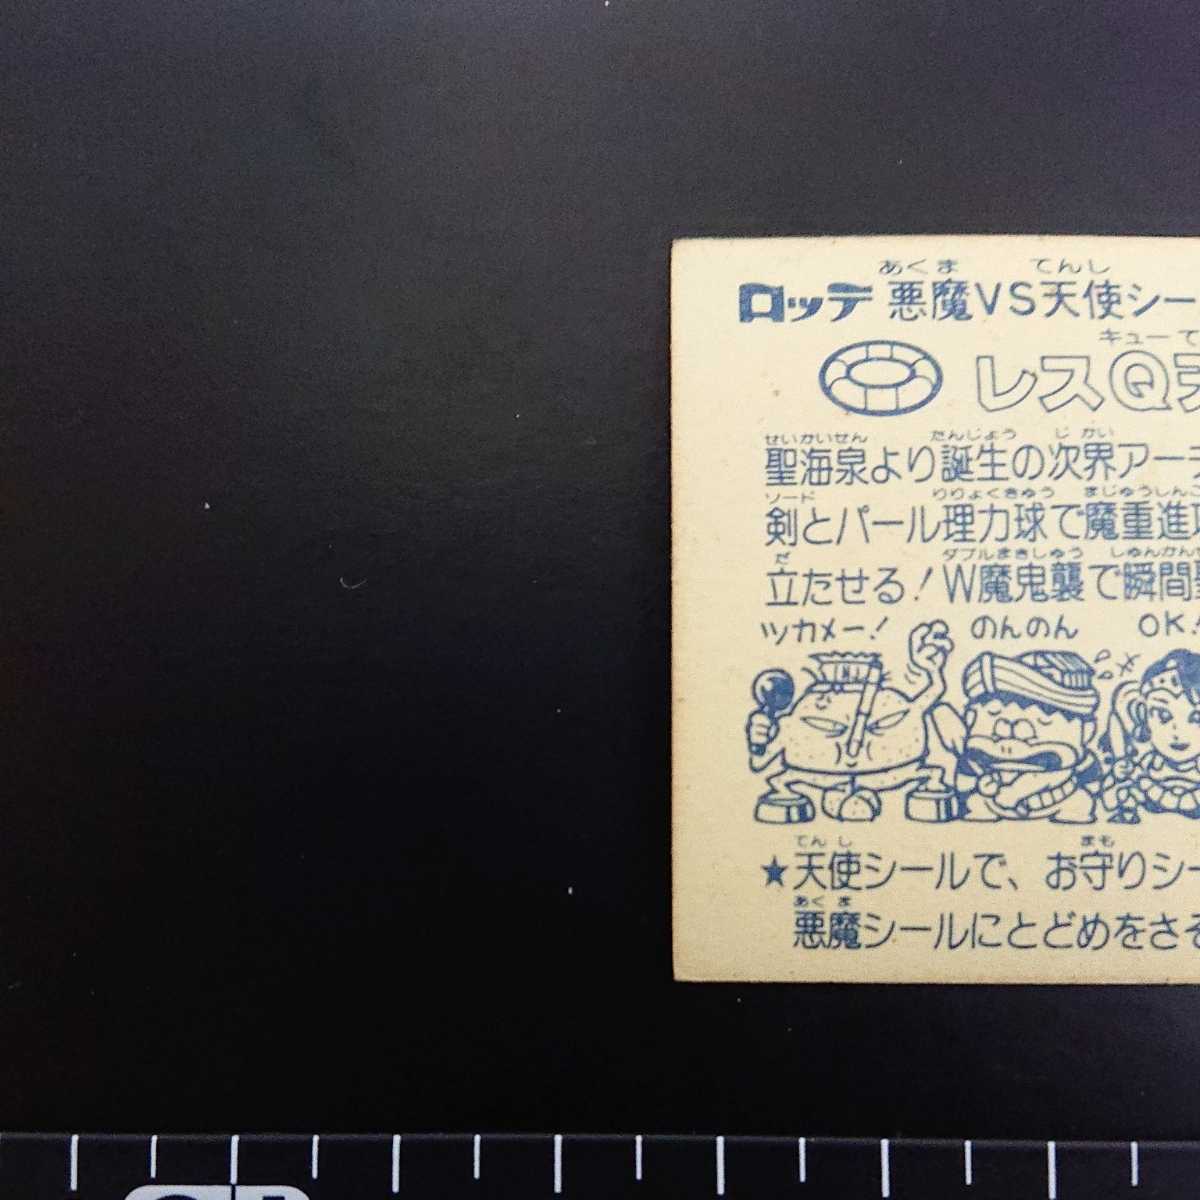 あくま てんし
ロッテ 悪魔VS天使シー
キュー て
レスQ天
せいかいせん たんじょう じ かい
聖海泉より誕生の次界アー
ソード りりょくきゅう まじゅうしん
剣とパール理力球で魔重進
だ ダブルまきしゅう しゅんかん
立たせる!W魔鬼襲で瞬間
ツカメー! のんのん OK!
てん し まも
★天使シールで、お守りシー
あく ま
悪魔シールにとどめをさそ